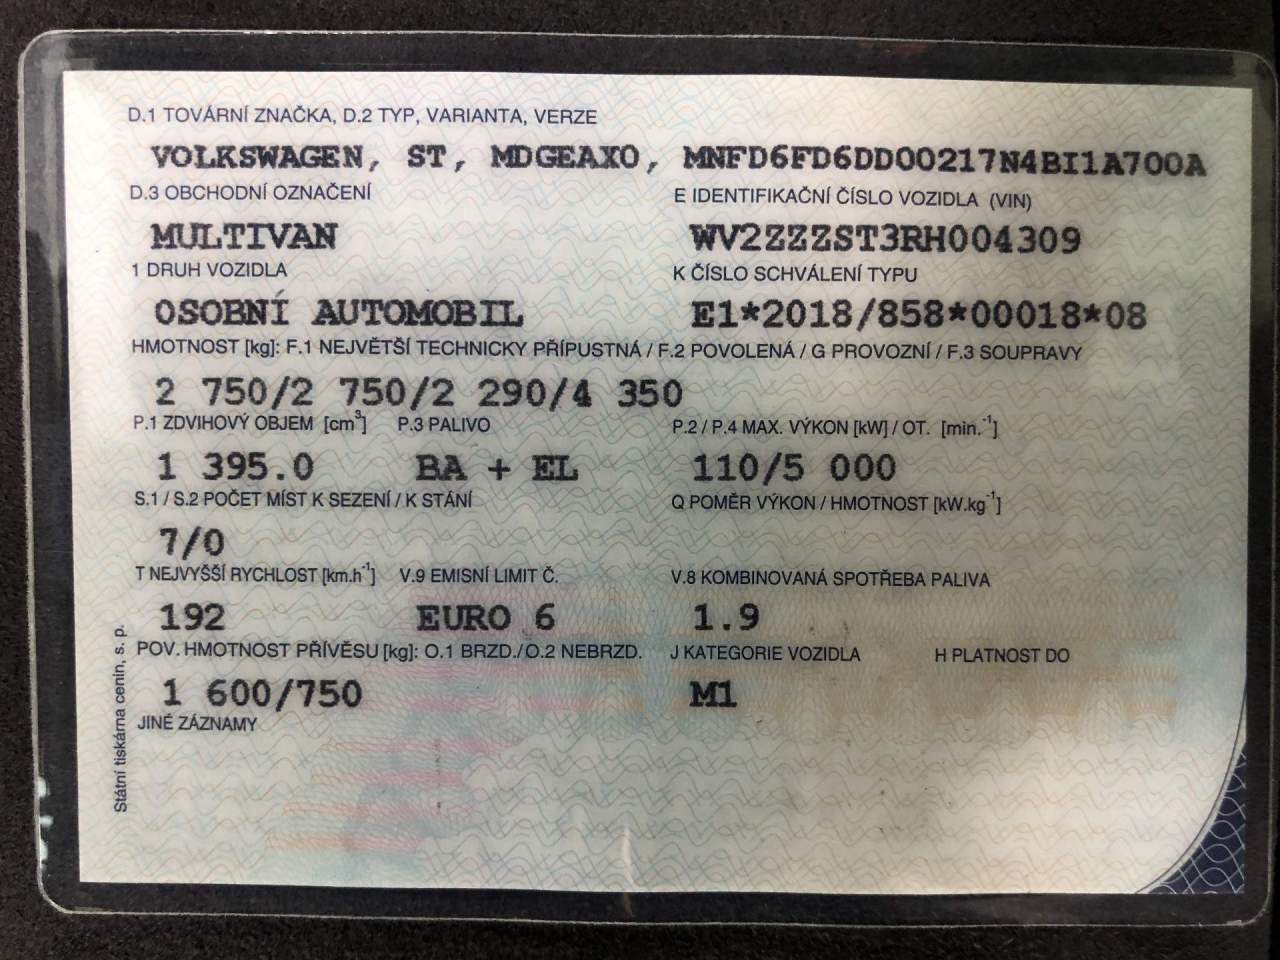 D.1 TOVÁRNÍ ZNAČKA, D.2 TYP, VARIANTA, VERZE
VOLKSWAGEN, ST, MDGEAX0, MNFD6FD6DD00217N4BI1A700A
D.3 OBCHODNÍ OZNAČENÍ E IDENTIFIKAČNÍ ČÍSLO VOZIDLA (VIN)
MULTIVAN WV2ZZZST3RH004309
1 DRUH VOZIDLA K ČÍSLO SCHVÁLENÍ TYPU
OSOBNÍ AUTOMOBIL E1*2018/858*00018*08
HMOTNOST [kg]: F.1 NEJVĚTŠÍ TECHNICKY PŘÍPUSTNÁ / F.2 POVOLENÁ / G PROVOZNÍ / F.3 SOUPRAVY
2 750/2 750/2 290/4 350
P.1 ZDVIHOVÝ OBJEM [cm³] P.3 PALIVO P.2 / P.4 MAX. VÝKON [kW] / OT. [min.⁻¹]
1 395.0 BA + EL 110/5 000
S.1 / S.2 POČET MÍST K SEZENÍ / K STÁNÍ Q POMĚR VÝKON / HMOTNOST [kW.kg⁻¹]
7/0
T NEJVYŠŠÍ RYCHLOST [km.h⁻¹] V.9 EMISNÍ LIMIT Č. V.8 KOMBINOVANÁ SPOTŘEBA PALIVA
192 EURO 6 1.9
POV. HMOTNOST PŘÍVĚSU [kg]: O.1 BRZD./O.2 NEBRZD. J KATEGORIE VOZIDLA H PLATNOST DO
1 600/750 M1
JINÉ ZÁZNAMY
Státní tiskárna cenin, s. p.